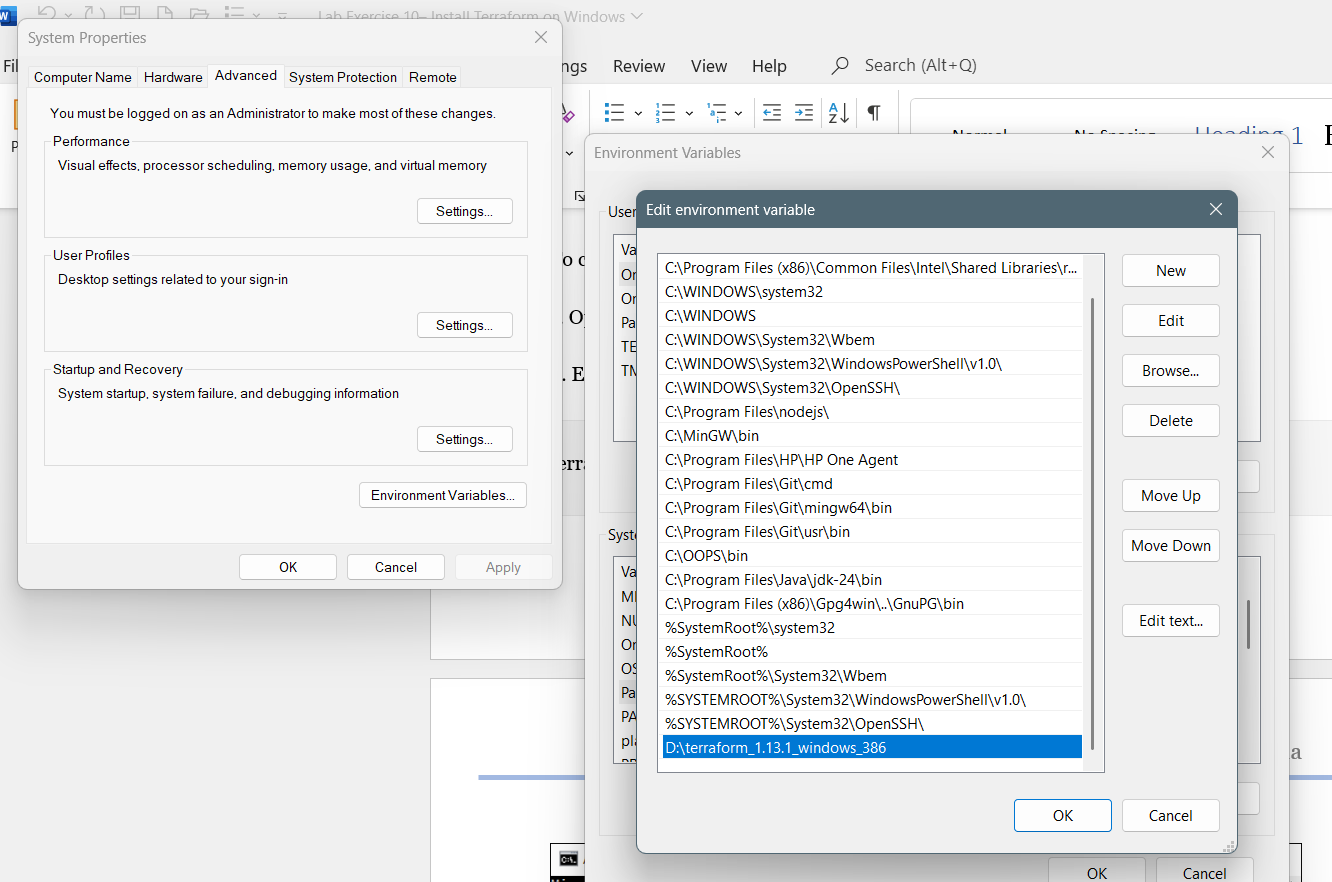 Lab Exercise 10– Install Terraform on Windows
System Properties
Computer Name
Hardware
Advanced
System Protection
Remote
You must be logged on as an Administrator to make most of these changes.
Performance
Visual effects, processor scheduling, memory usage, and virtual memory
Settings...
User Profiles
Desktop settings related to your sign-in
Settings...
Startup and Recovery
System startup, system failure, and debugging information
Settings...
Environment Variables...
OK
Cancel
Apply
Review
View
Help
Search (Alt+Q)
Normal
No Spacing
Heading 1
Environment Variables
Edit environment variable
C:\Program Files (x86)\Common Files\Intel\Shared Libraries\r...
C:\WINDOWS\system32
C:\WINDOWS
C:\WINDOWS\System32\Wbem
C:\WINDOWS\System32\WindowsPowerShell\v1.0\
C:\WINDOWS\System32\OpenSSH\
C:\Program Files\nodejs\
C:\MinGW\bin
C:\Program Files\HP\HP One Agent
C:\Program Files\Git\cmd
C:\Program Files\Git\mingw64\bin
C:\Program Files\Git\usr\bin
C:\OOPS\bin
C:\Program Files\Java\jdk-24\bin
C:\Program Files (x86)\Gpg4win\..\GnuPG\bin
%SystemRoot%\system32
%SystemRoot%
%SystemRoot%\System32\Wbem
%SYSTEMROOT%\System32\WindowsPowerShell\v1.0\
%SYSTEMROOT%\System32\OpenSSH\
D:\terraform_1.13.1_windows_386
New
Edit
Browse...
Delete
Move Up
Move Down
Edit text...
OK
Cancel
OK
Cancel